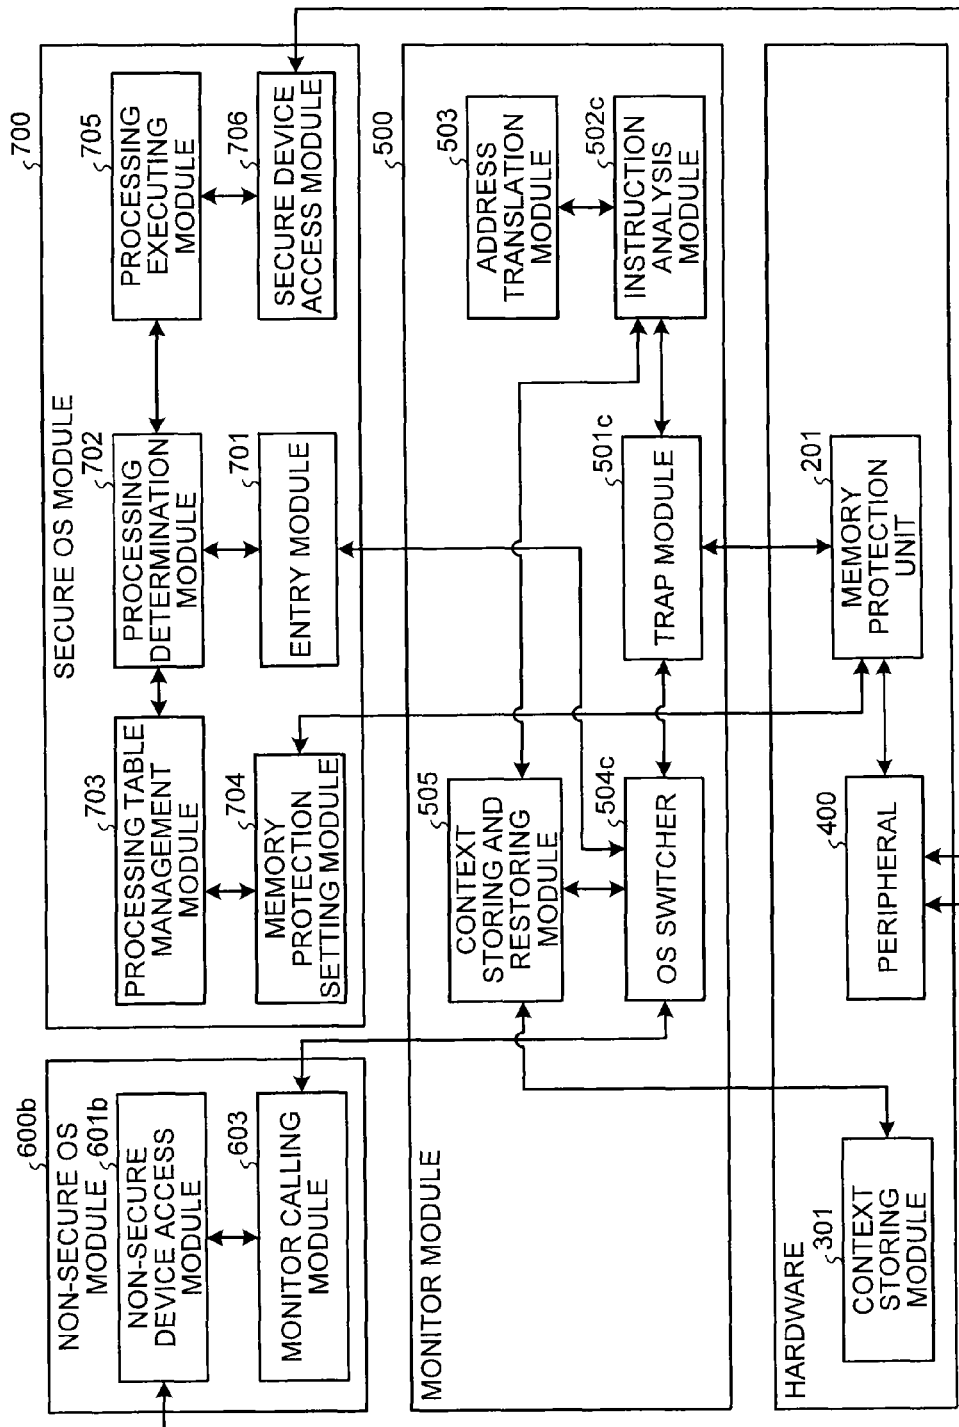 600b
NON-SECURE OS
MODULE
601b
NON-SECURE
DEVICE ACCESS
MODULE
603
MONITOR CALLING
MODULE
700
SECURE OS MODULE
703
PROCESSING TABLE
MANAGEMENT
MODULE
702
PROCESSING
DETERMINATION
MODULE
705
PROCESSING
EXECUTING
MODULE
704
MEMORY
PROTECTION
SETTING MODULE
701
ENTRY MODULE
706
SECURE DEVICE
ACCESS MODULE
500
MONITOR MODULE
505
CONTEXT
STORING AND
RESTORING
MODULE
503
ADDRESS
TRANSLATION
MODULE
504c
OS SWITCHER
501c
TRAP MODULE
502c
INSTRUCTION
ANALYSIS
MODULE
HARDWARE
301
CONTEXT
STORING
MODULE
400
PERIPHERAL
201
MEMORY
PROTECTION
UNIT